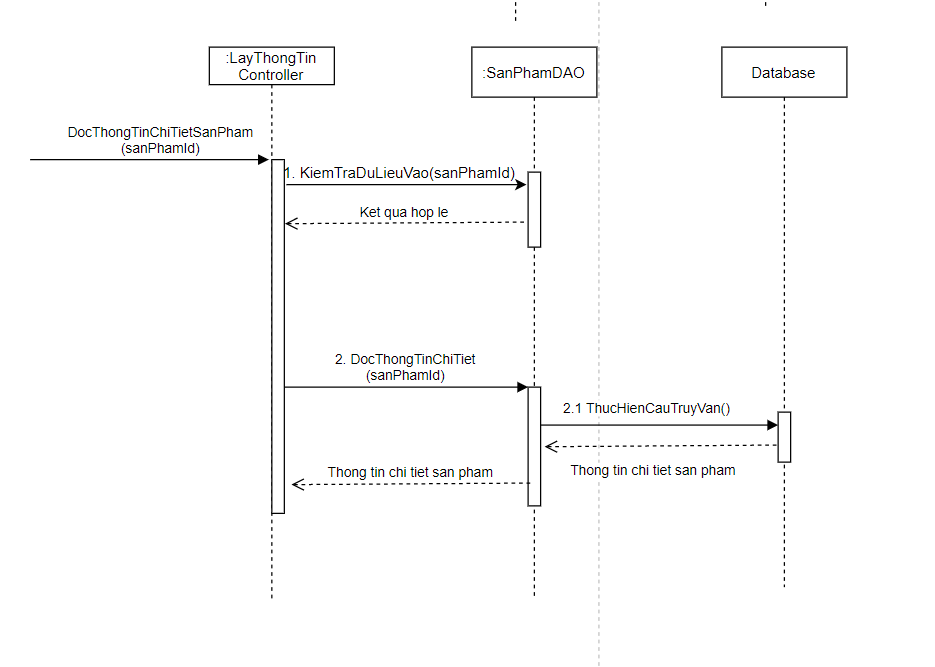 :LayThongTin
Controller
:SanPhamDAO
Database
DocThongTinChiTietSanPham
(sanPhamId)
1. KiemTraDuLieuVao(sanPhamId)
Ket qua hop le
2. DocThongTinChiTiet
(sanPhamId)
2.1 ThucHienCauTruyVan()
Thong tin chi tiet san pham
Thong tin chi tiet san pham